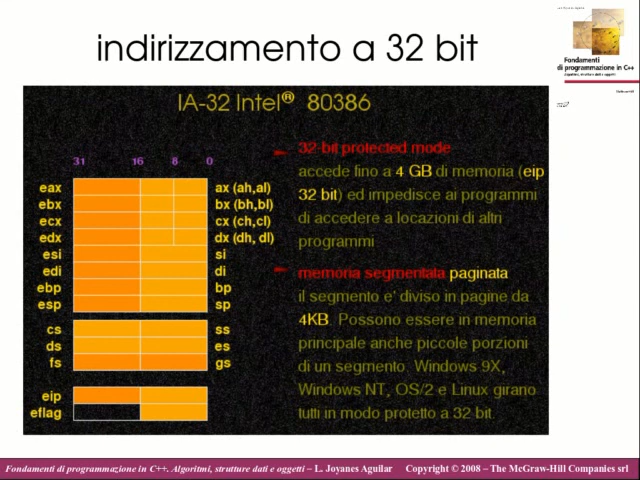 indirizzamento a 32 bit
Fondamenti
di programmazione in C++
IA-32 Intel® 80386
31 16 8 0
eax ax (ah,al)
ebx bx (bh,bl)
ecx cx (ch,cl)
edx dx (dh, dl)
esi si
edi di
ebp bp
esp sp
cs ss
ds es
fs gs
eip
eflag
32-bit protected mode
accede fino a 4 GB di memoria (eip
32 bit) ed impedisce ai programmi
di accedere a locazioni di altri
programmi
memoria segmentata paginata
il segmento e' diviso in pagine da
4KB. Possono essere in memoria
principale anche piccole porzioni
di un segmento. Windows 9X,
Windows NT, OS/2 e Linux girano
tutti in modo protetto a 32 bit.
Fondamenti di programmazione in C++. Algoritmi, strutture dati e oggetti – L. Joyanes Aguilar Copyright © 2008 – The McGraw-Hill Companies srl